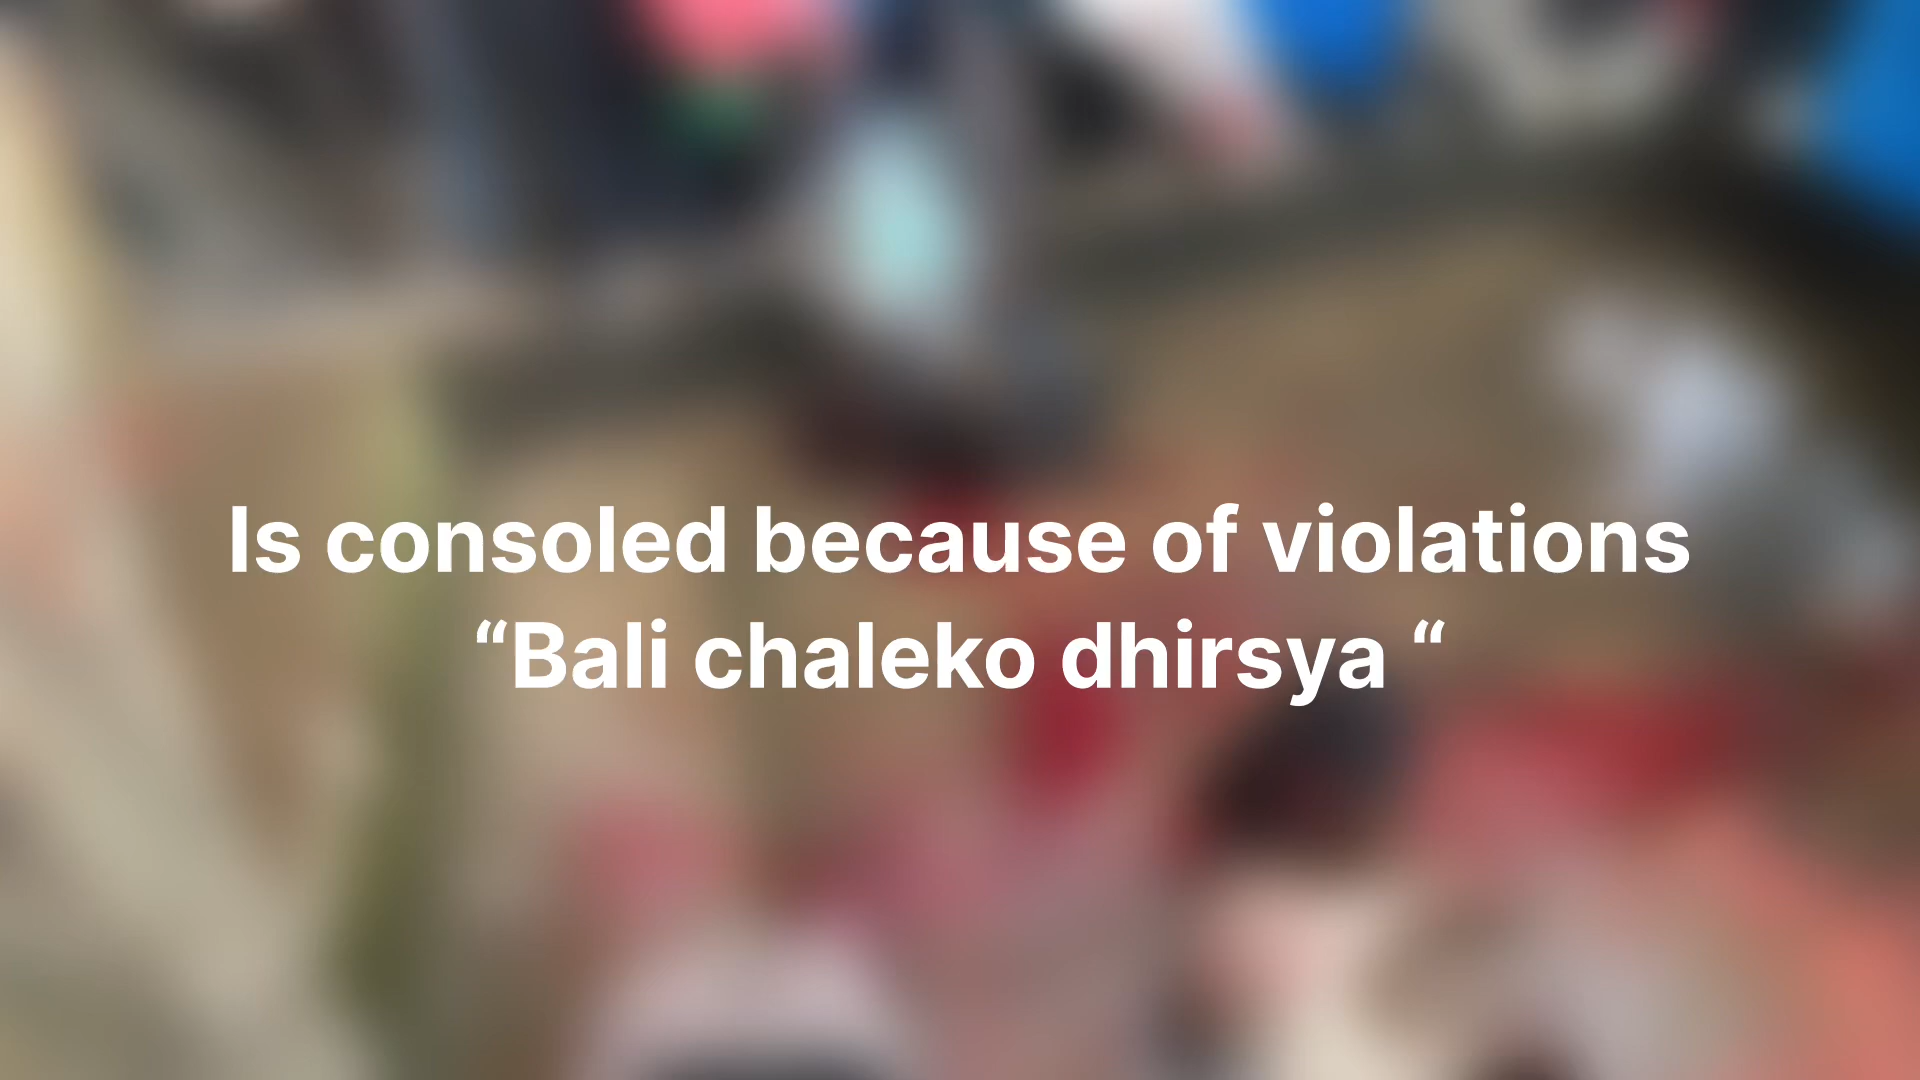 Is consoled because of violations
“Bali chaleko dhirsya “